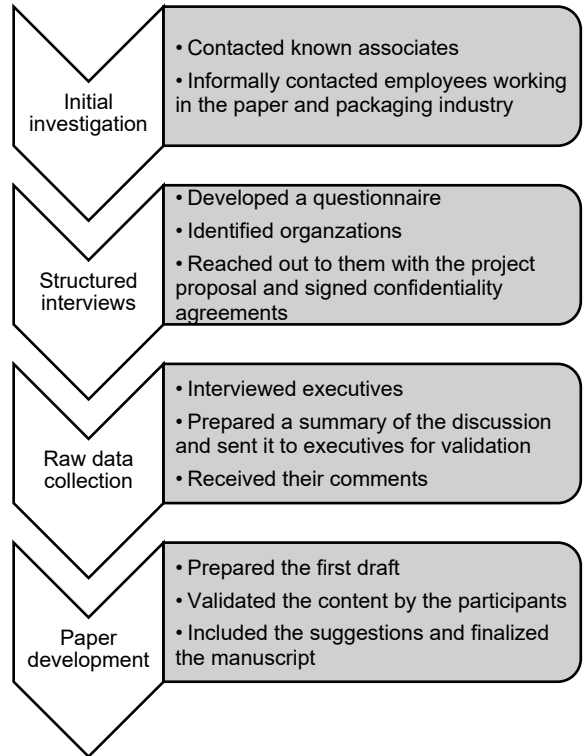 Initial
investigation
• Contacted known associates
• Informally contacted employees working
in the paper and packaging industry
Structured
interviews
• Developed a questionnaire
• Identified organzations
• Reached out to them with the project
proposal and signed confidentiality
agreements
Raw data
collection
• Interviewed executives
• Prepared a summary of the discussion
and sent it to executives for validation
• Received their comments
Paper
development
• Prepared the first draft
• Validated the content by the participants
• Included the suggestions and finalized
the manuscript